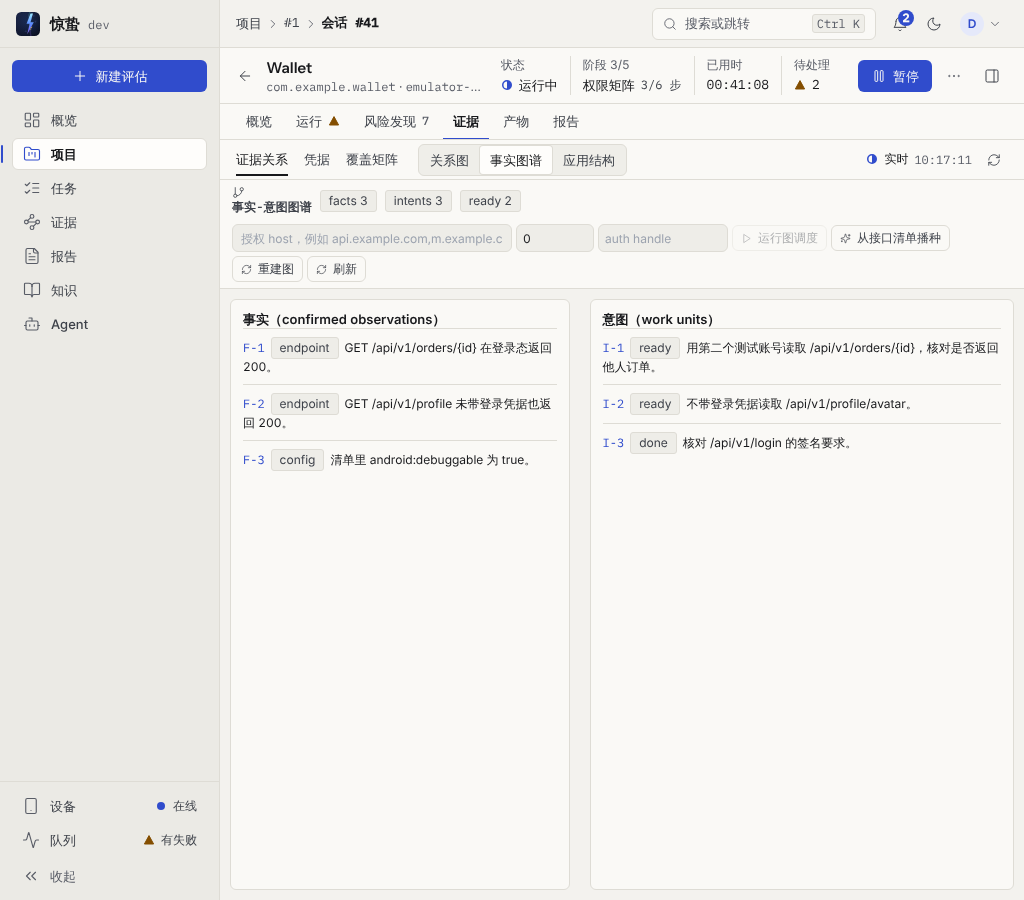 惊蛰 dev
项目 > #1 > 会话 #41
搜索或跳转 Ctrl K
2
D
新建评估
概览
项目
任务
证据
报告
知识
Agent
设备 在线
队列 有失败
收起
Wallet
com.example.wallet · emulator-…
状态
运行中
阶段 3/5
权限矩阵 3/6 步
已用时
00:41:08
待处理
2
暂停
概览 运行 风险发现 7 证据 产物 报告
证据关系 凭据 覆盖矩阵 关系图 事实图谱 应用结构 实时 10:17:11
事实-意图图谱 facts 3 intents 3 ready 2
授权 host，例如 api.example.com,m.example.c 0 auth handle 运行图调度 从接口清单播种
重建图 刷新
事实（confirmed observations）
F-1 endpoint GET /api/v1/orders/{id} 在登录态返回
200。
F-2 endpoint GET /api/v1/profile 未带登录凭据也返
回 200。
F-3 config 清单里 android:debuggable 为 true。
意图（work units）
I-1 ready 用第二个测试账号读取 /api/v1/orders/{id}，核对是否返回
他人订单。
I-2 ready 不带登录凭据读取 /api/v1/profile/avatar。
I-3 done 核对 /api/v1/login 的签名要求。